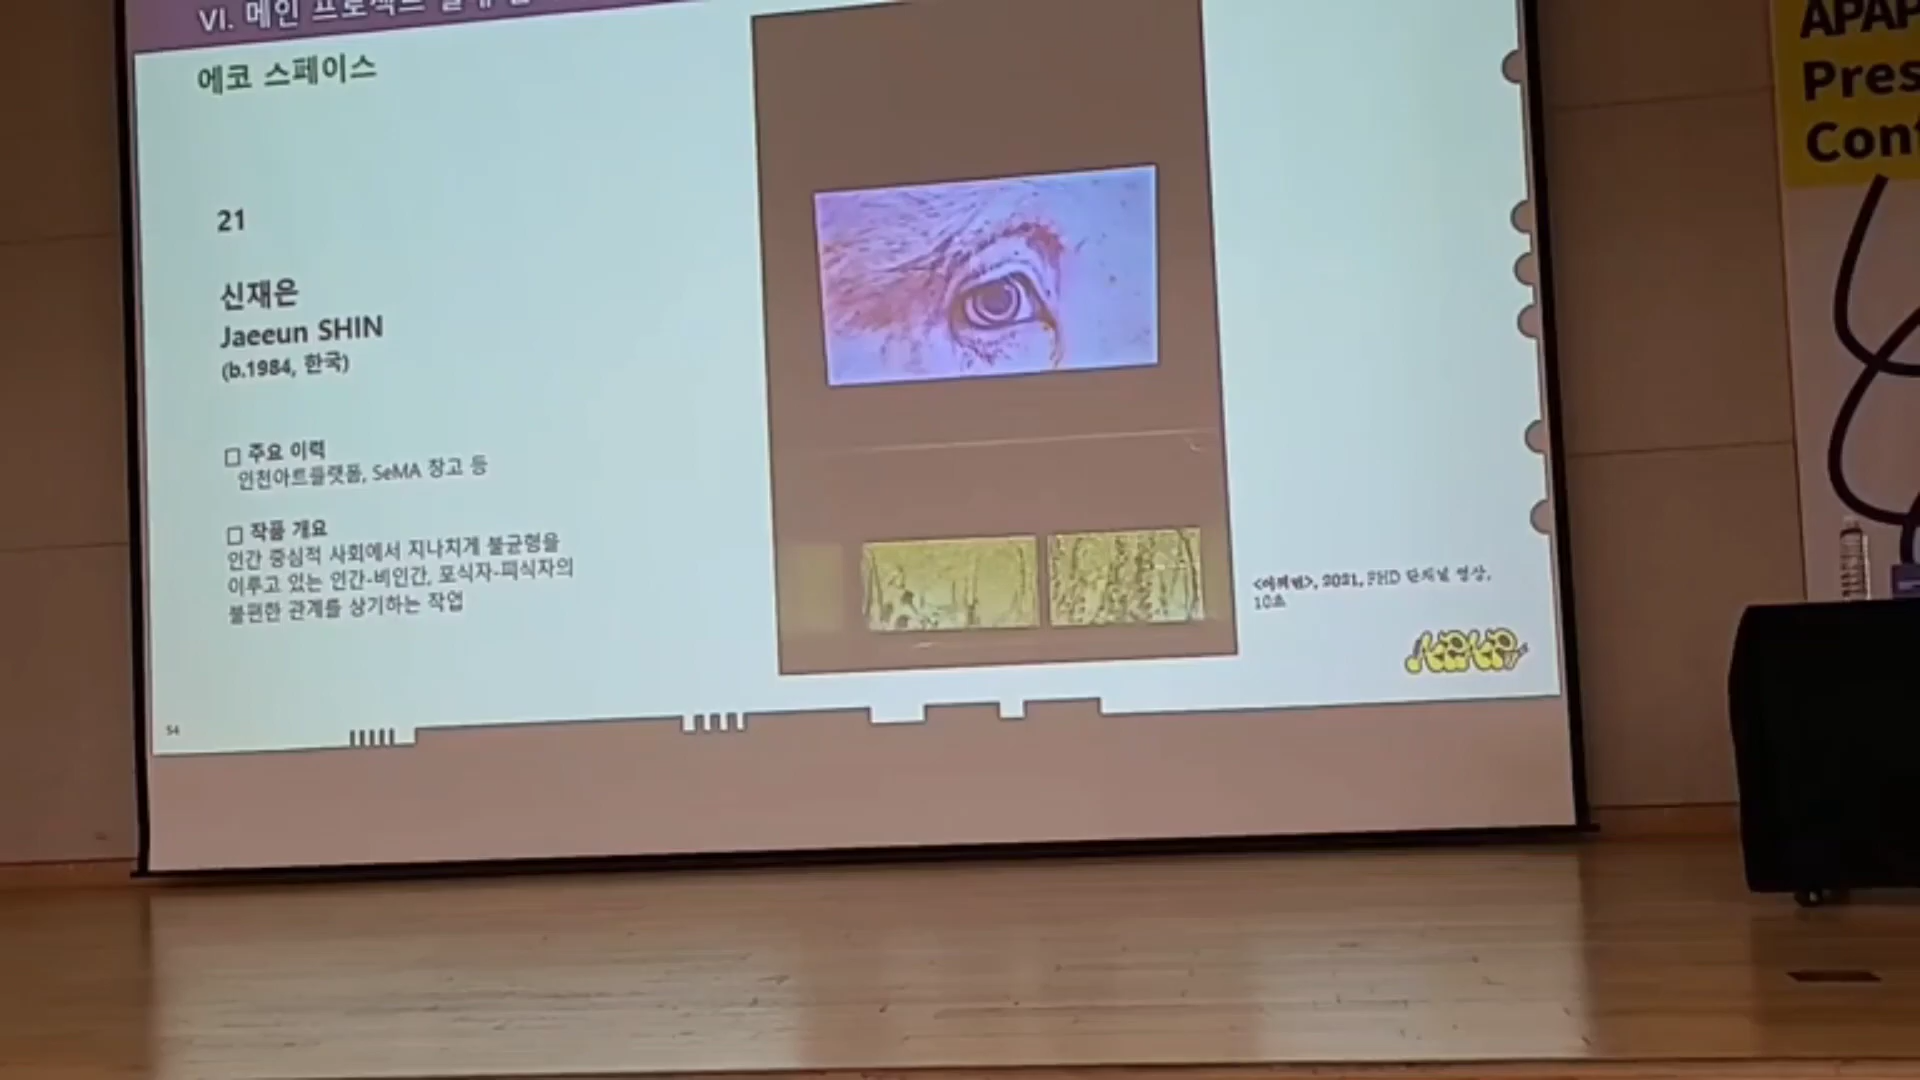 VI. 메인 프로젝트
에코 스페이스
21
신재은
Jaeeun SHIN
(b.1984, 한국)
□ 주요 이력
인천아트플랫폼, SeMA 창고 등
□ 작품 개요
인간 중심적 사회에서 지나치게 불균형을
이루고 있는 인간-비인간, 포식자-피식자의
불편한 관계를 상기하는 작업
2021, FHD 단채널 영상,
10초
APAP
54
APAP
Pres
Con